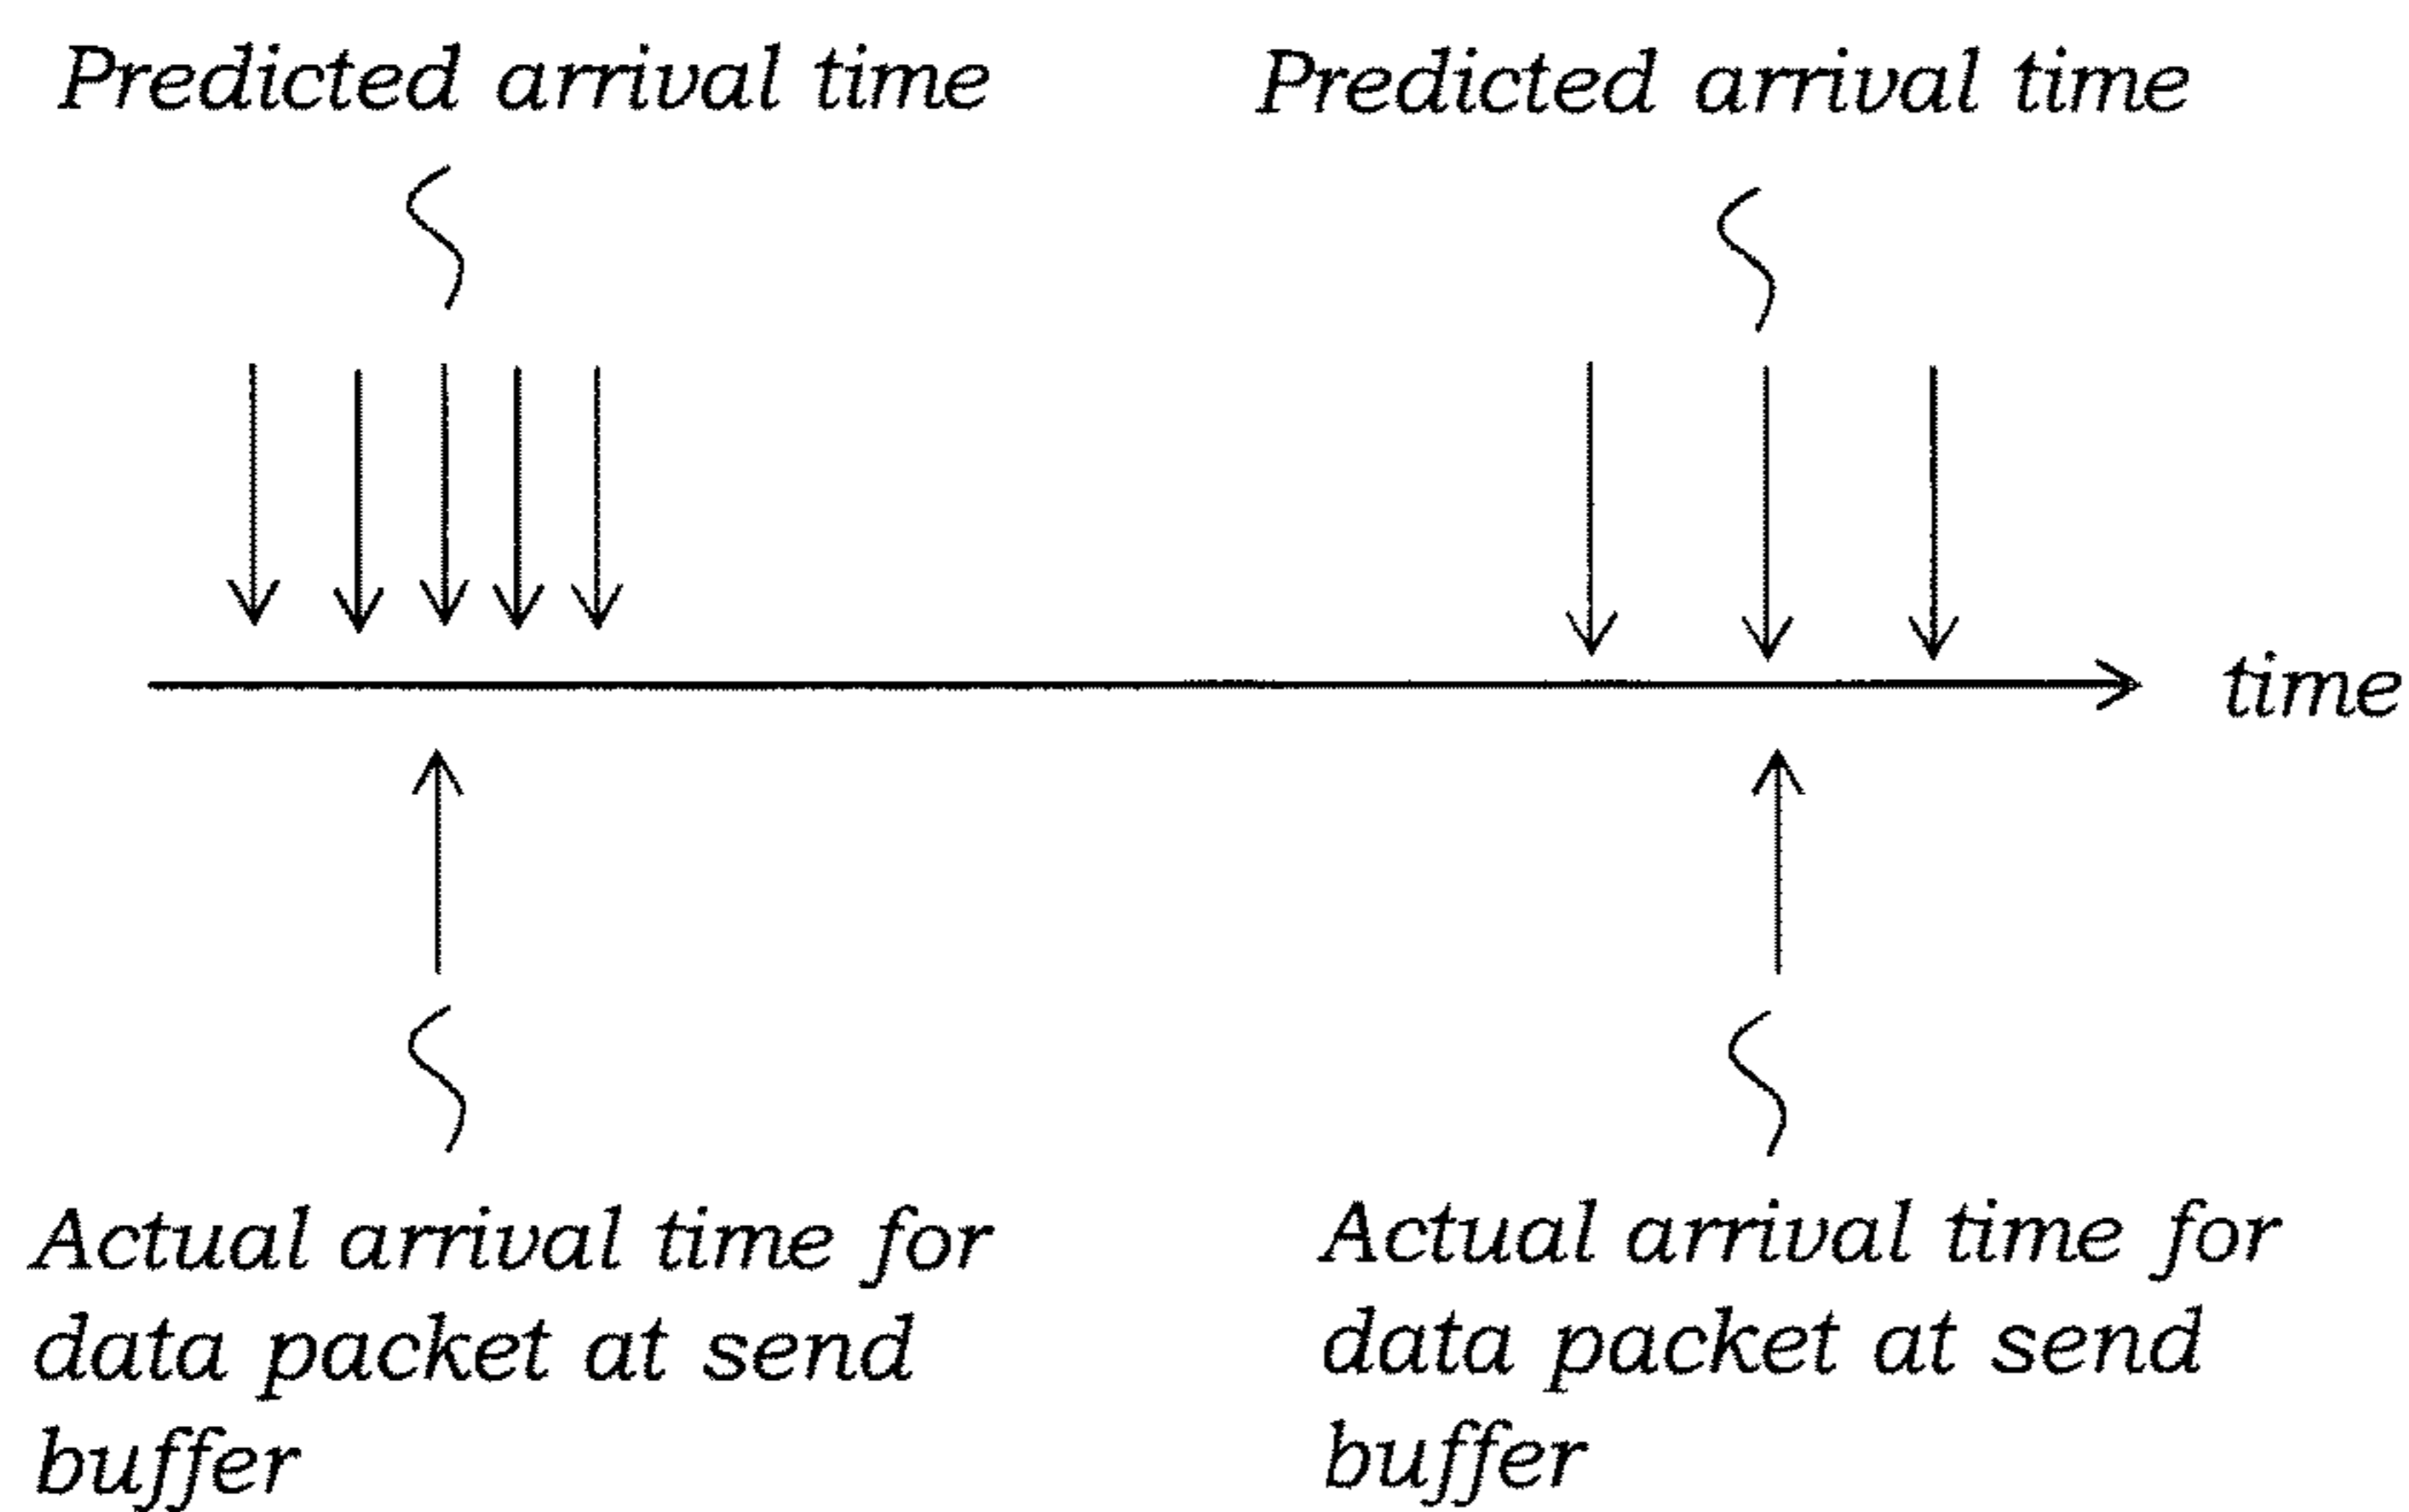 Predicted arrival time
Predicted arrival time
time
Actual arrival time for
data packet at send
buffer
Actual arrival time for
data packet at send
buffer